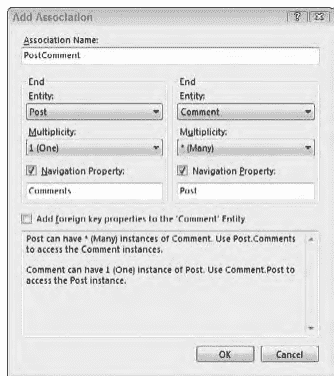 Add Association
Association Name:
PostComment
End
Entity:
Post
Multiplicity:
1 (One)
Navigation Property:
Comments
End
Entity:
Comment
Multiplicity:
* (Many)
Navigation Property:
Post
Add foreign key properties to the 'Comment' Entity
Post can have * (Many) instances of Comment. Use Post.Comments
to access the Comment instances.
Comment can have 1 (One) instance of Post. Use Comment.Post to
access the Post instance.
OK
Cancel